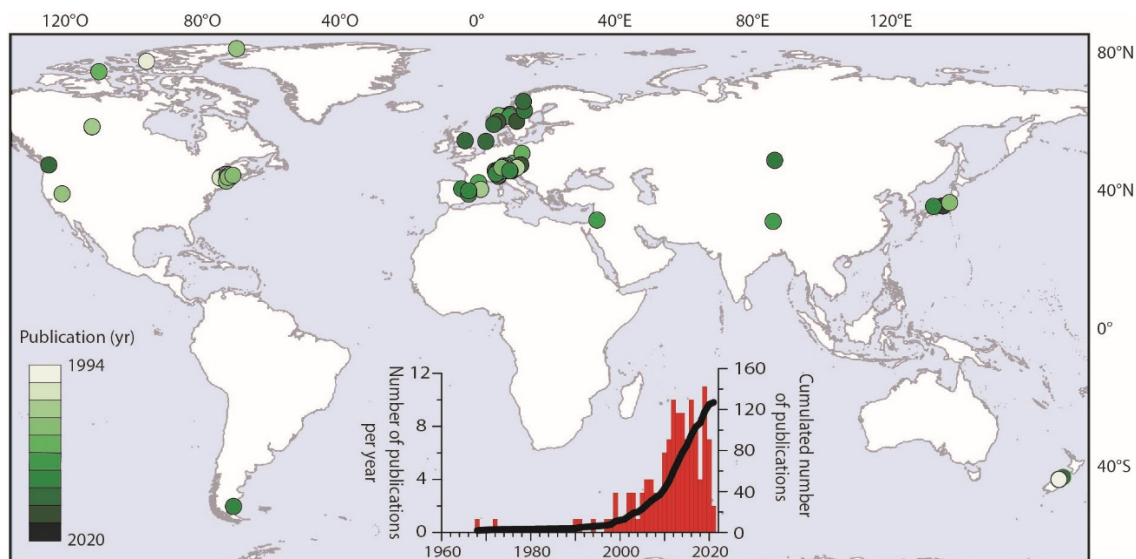 120°O 80°O 0° 40°E 80°E 120°E
80°N
40°N
0°
40°S
Publication (yr)
1994
2020
Number of publications
per year
12
8
4
0
160
120
80
40
0
Cumulated number
of publications
1960 1980 2000 2020